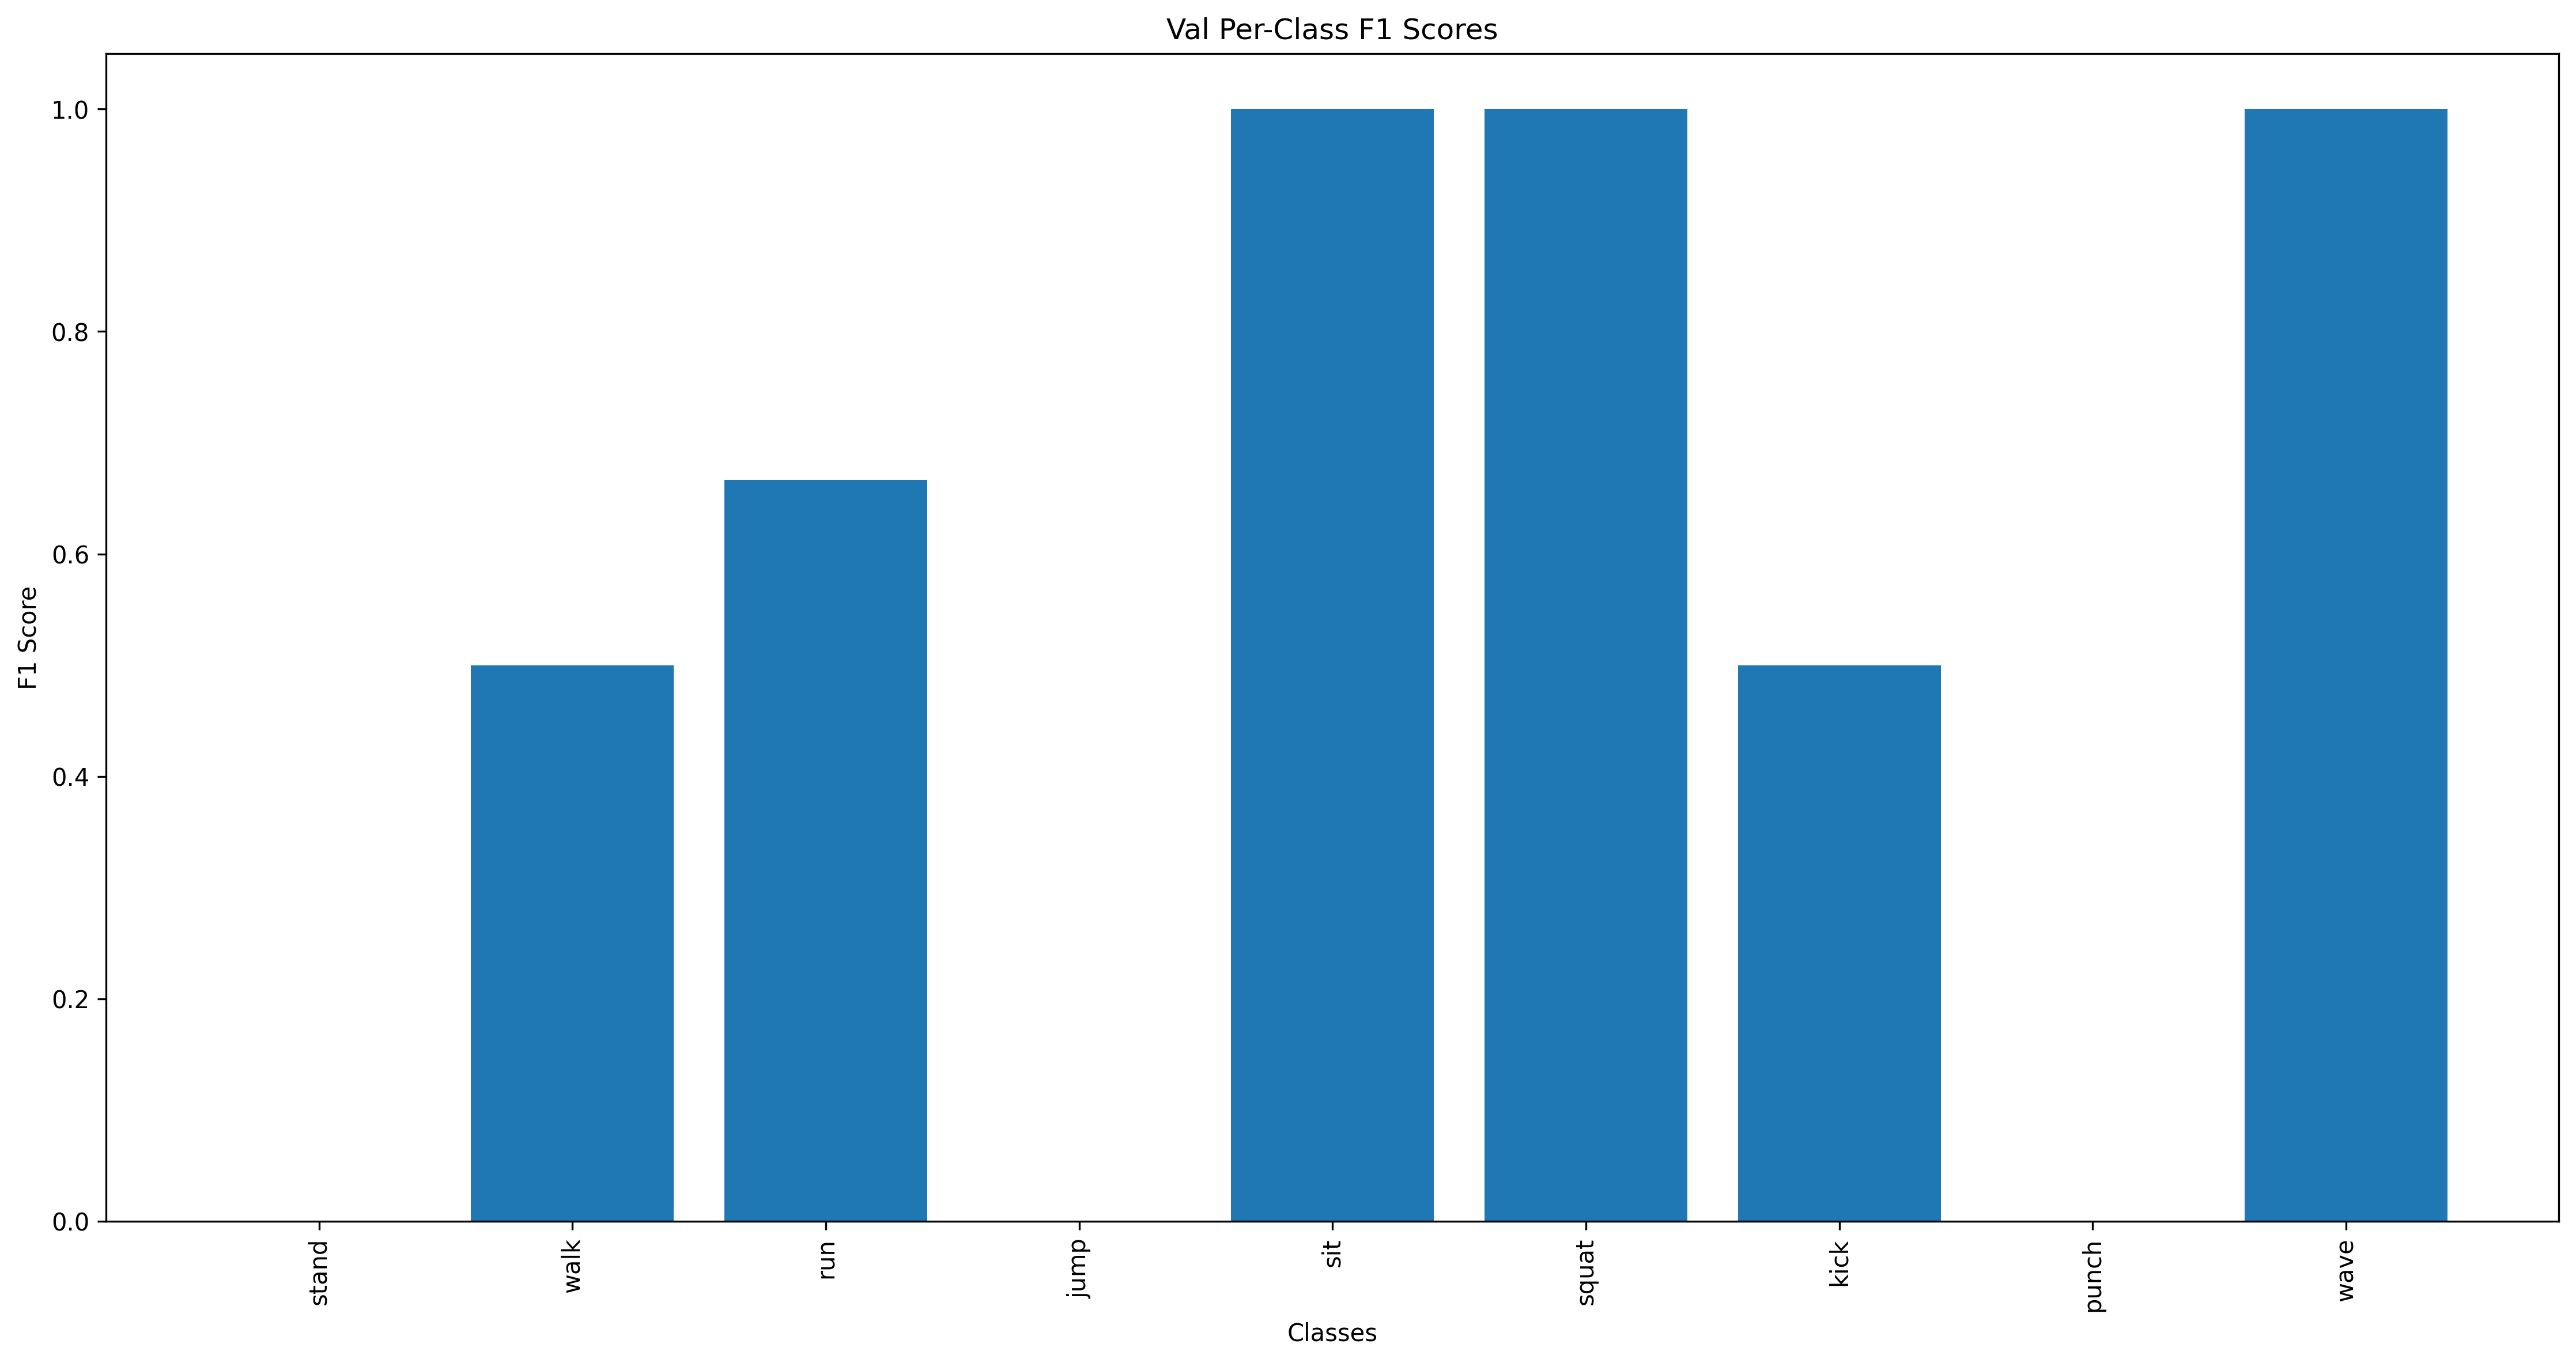 Val Per-Class F1 Scores
F1 Score
1.0
0.8
0.6
0.4
0.2
0.0
stand
walk
run
jump
sit
squat
kick
punch
wave
Classes